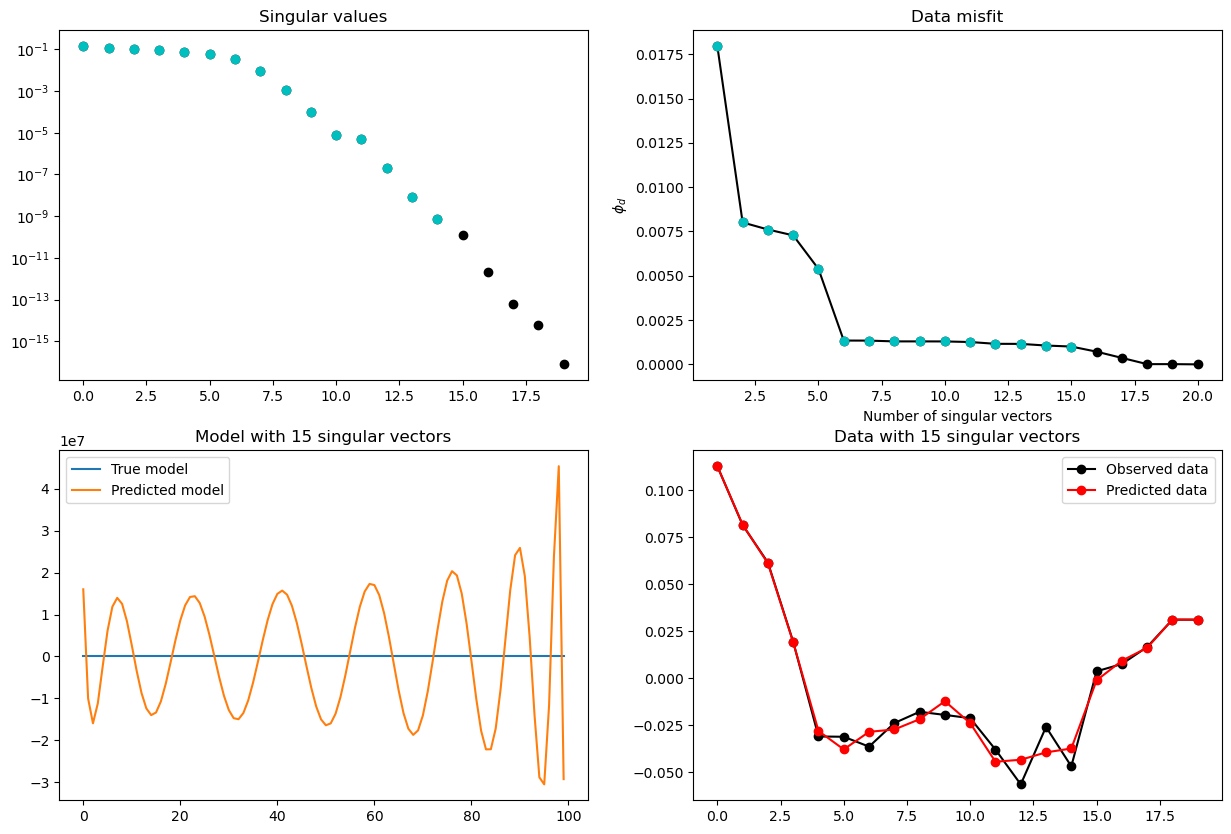 Singular values
10⁻¹
10⁻³
10⁻⁵
10⁻⁷
10⁻⁹
10⁻¹¹
10⁻¹³
10⁻¹⁵
0.0 2.5 5.0 7.5 10.0 12.5 15.0 17.5
Data misfit
0.0175
0.0150
0.0125
0.0100
0.0075
0.0050
0.0025
0.0000
ϕd
2.5 5.0 7.5 10.0 12.5 15.0 17.5 20.0
Number of singular vectors
Model with 15 singular vectors
1e7
True model
Predicted model
4
3
2
1
0
−1
−2
−3
0 20 40 60 80 100
Data with 15 singular vectors
Observed data
Predicted data
0.100
0.075
0.050
0.025
0.000
−0.025
−0.050
0.0 2.5 5.0 7.5 10.0 12.5 15.0 17.5